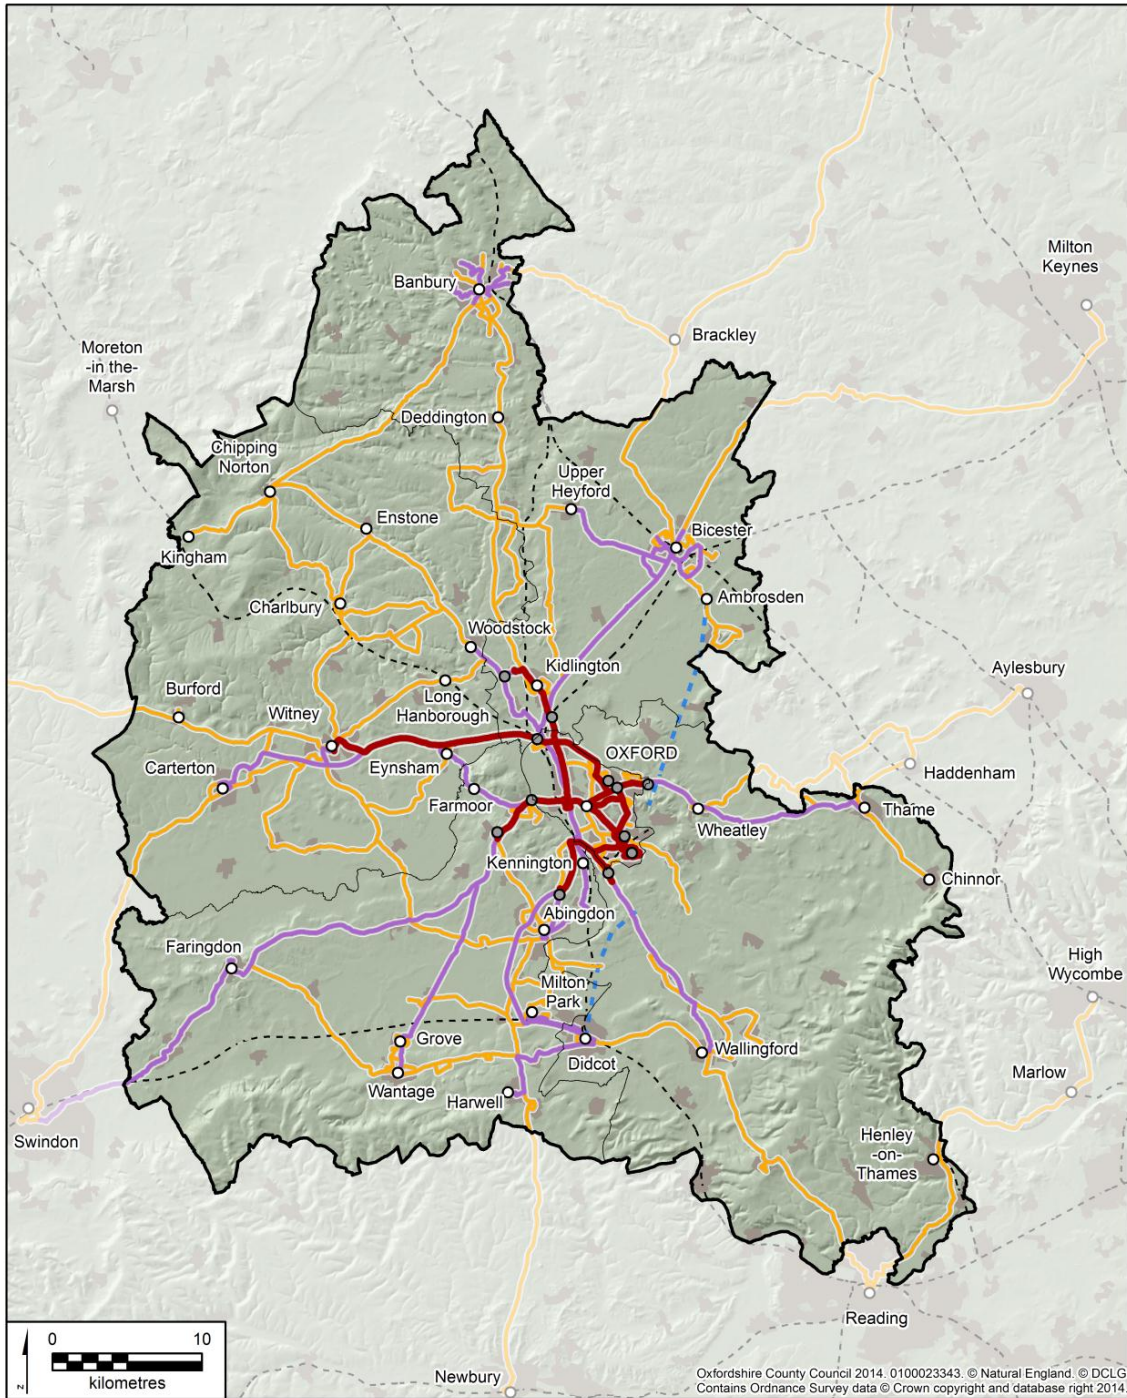 Milton
Keynes
Banbury
Brackley
Moreton
-in the-
Marsh
Deddington
Chipping
Norton
Upper
Heyford
Enstone
Bicester
Kingham
Charlbury
Ambrosden
Woodstock
Kidlington
Aylesbury
Burford
Long
Hanborough
Witney
OXFORD
Carterton
Eynsham
Haddenham
Farmoor
Wheatley
Thame
Kennington
Chinnor
Abingdon
Faringdon
High
Wycombe
Milton
Park
Grove
Wallingford
Didcot
Wantage
Harwell
Marlow
Swindon
Henley
-on-
Thames
Reading
0 10
kilometres
z
Newbury
Oxfordshire County Council 2014. 0100023343. © Natural England. © DCLG
Contains Ordnance Survey data © Crown copyright and database right 2014